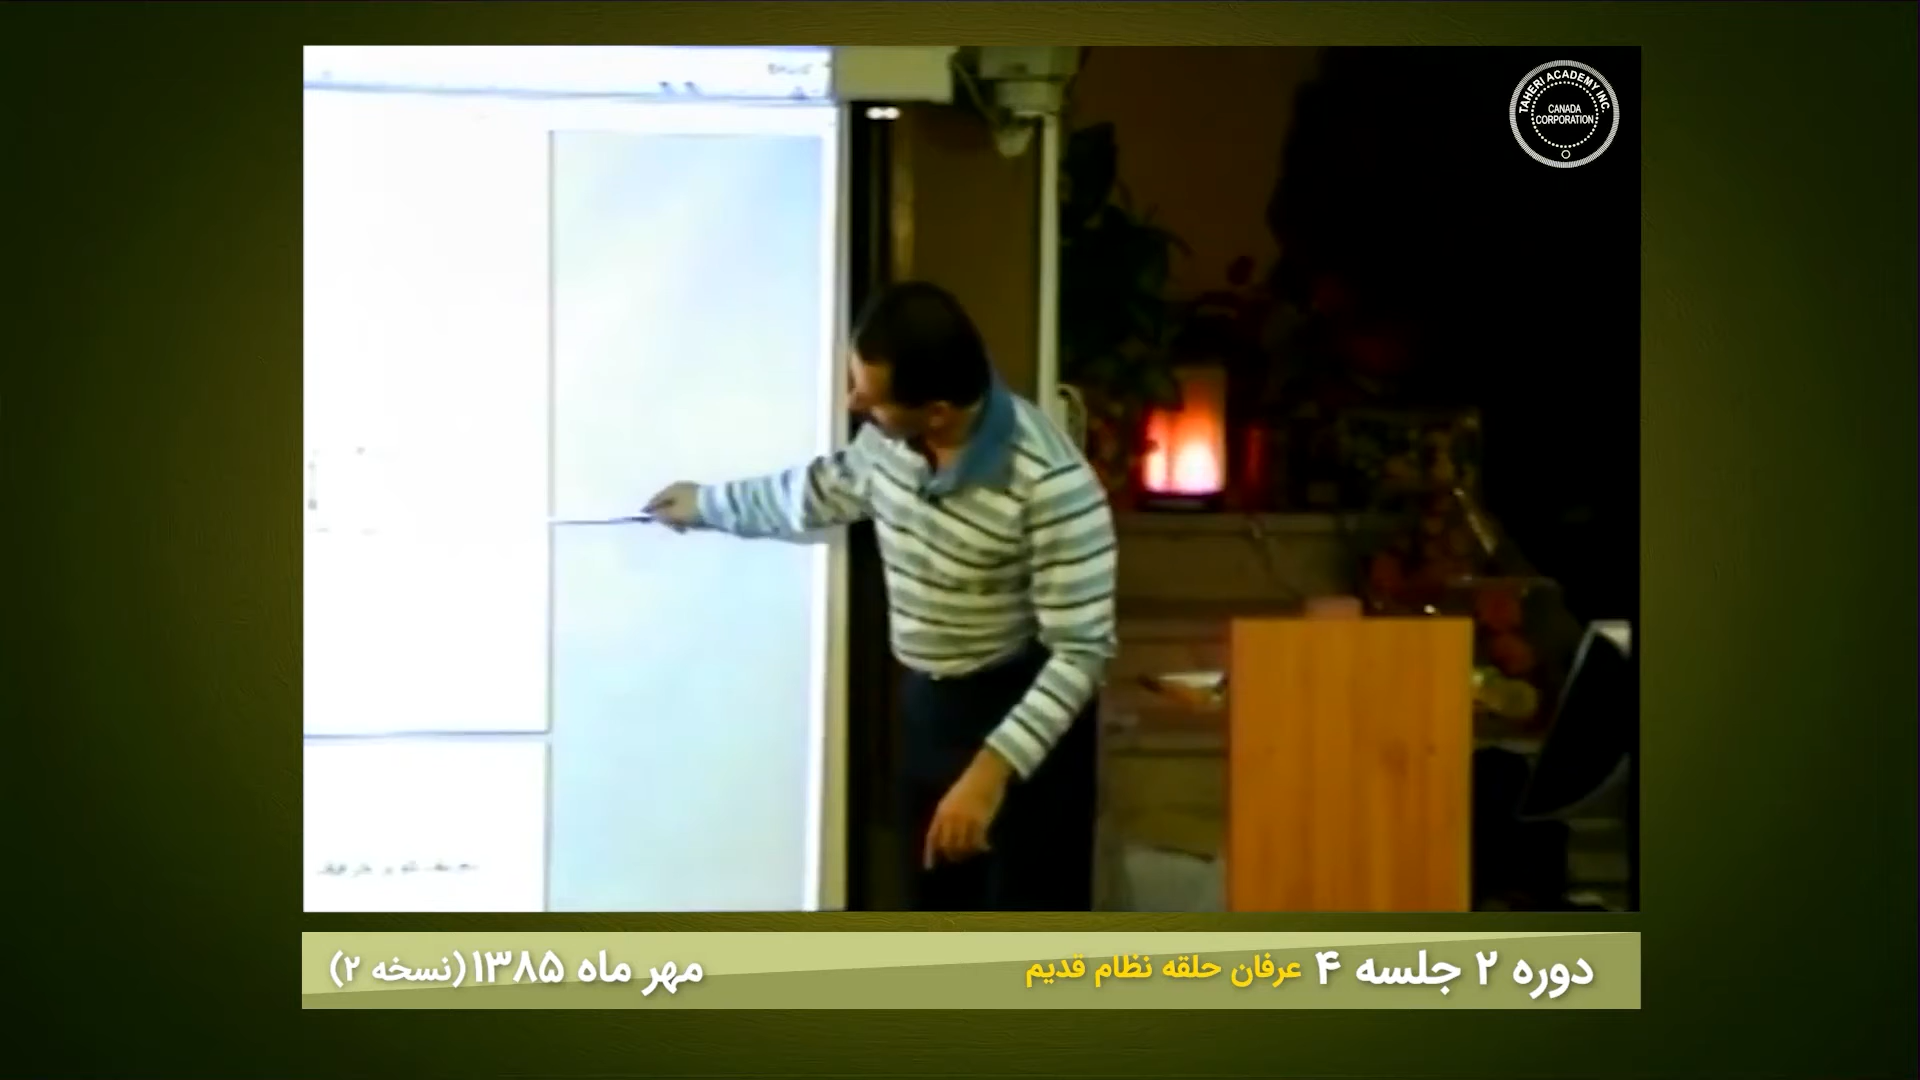 TAHERI ACADEMY INC.
CANADA
CORPORATION
دوره ۲ جلسه ۴ عرفان حلقه نظام قدیم
مهر ماه ۱۳۸۵ (نسخه ۲)